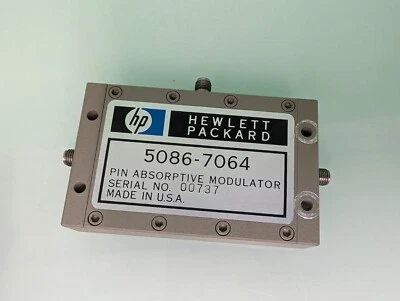 hp HEWLETT
PACKARD
5086-7064
PIN ABSORPTIVE MODULATOR
SERIAL NO. 00737
MADE IN U.S.A.